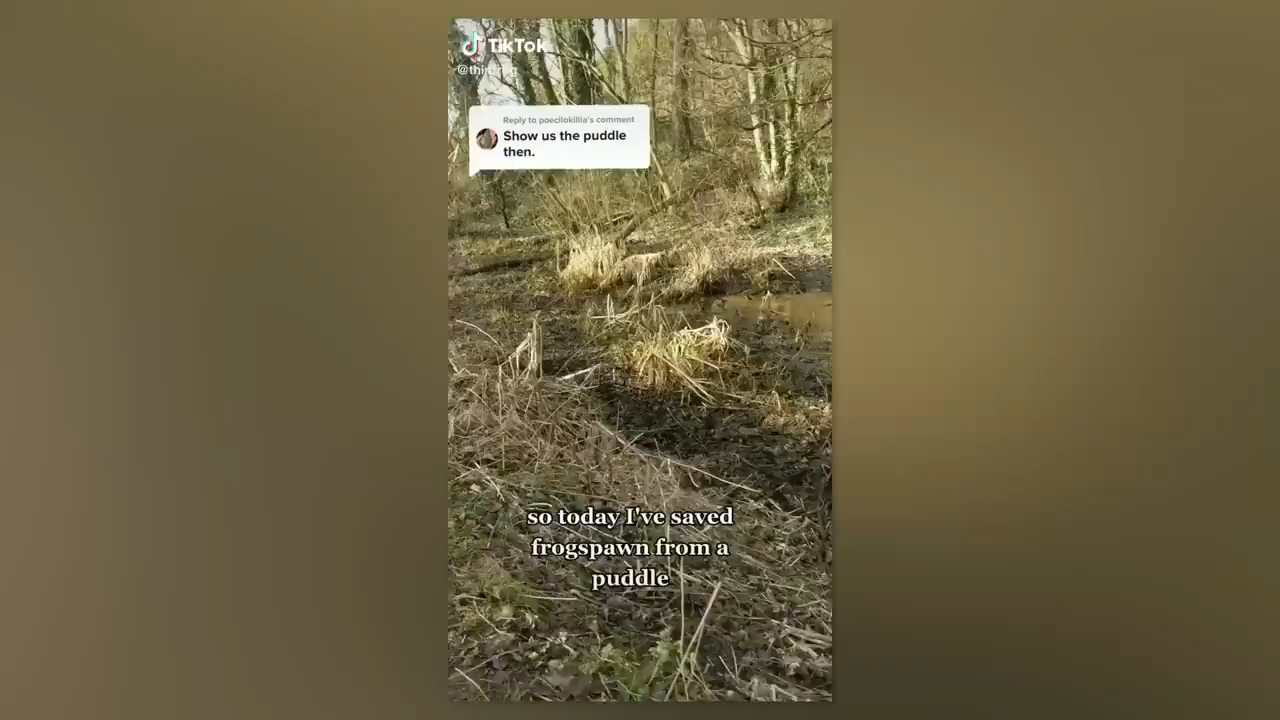 TikTok
Reply to poecilokillia's comment
Show us the puddle
then.
so today I've saved
frogspawn from a
puddle